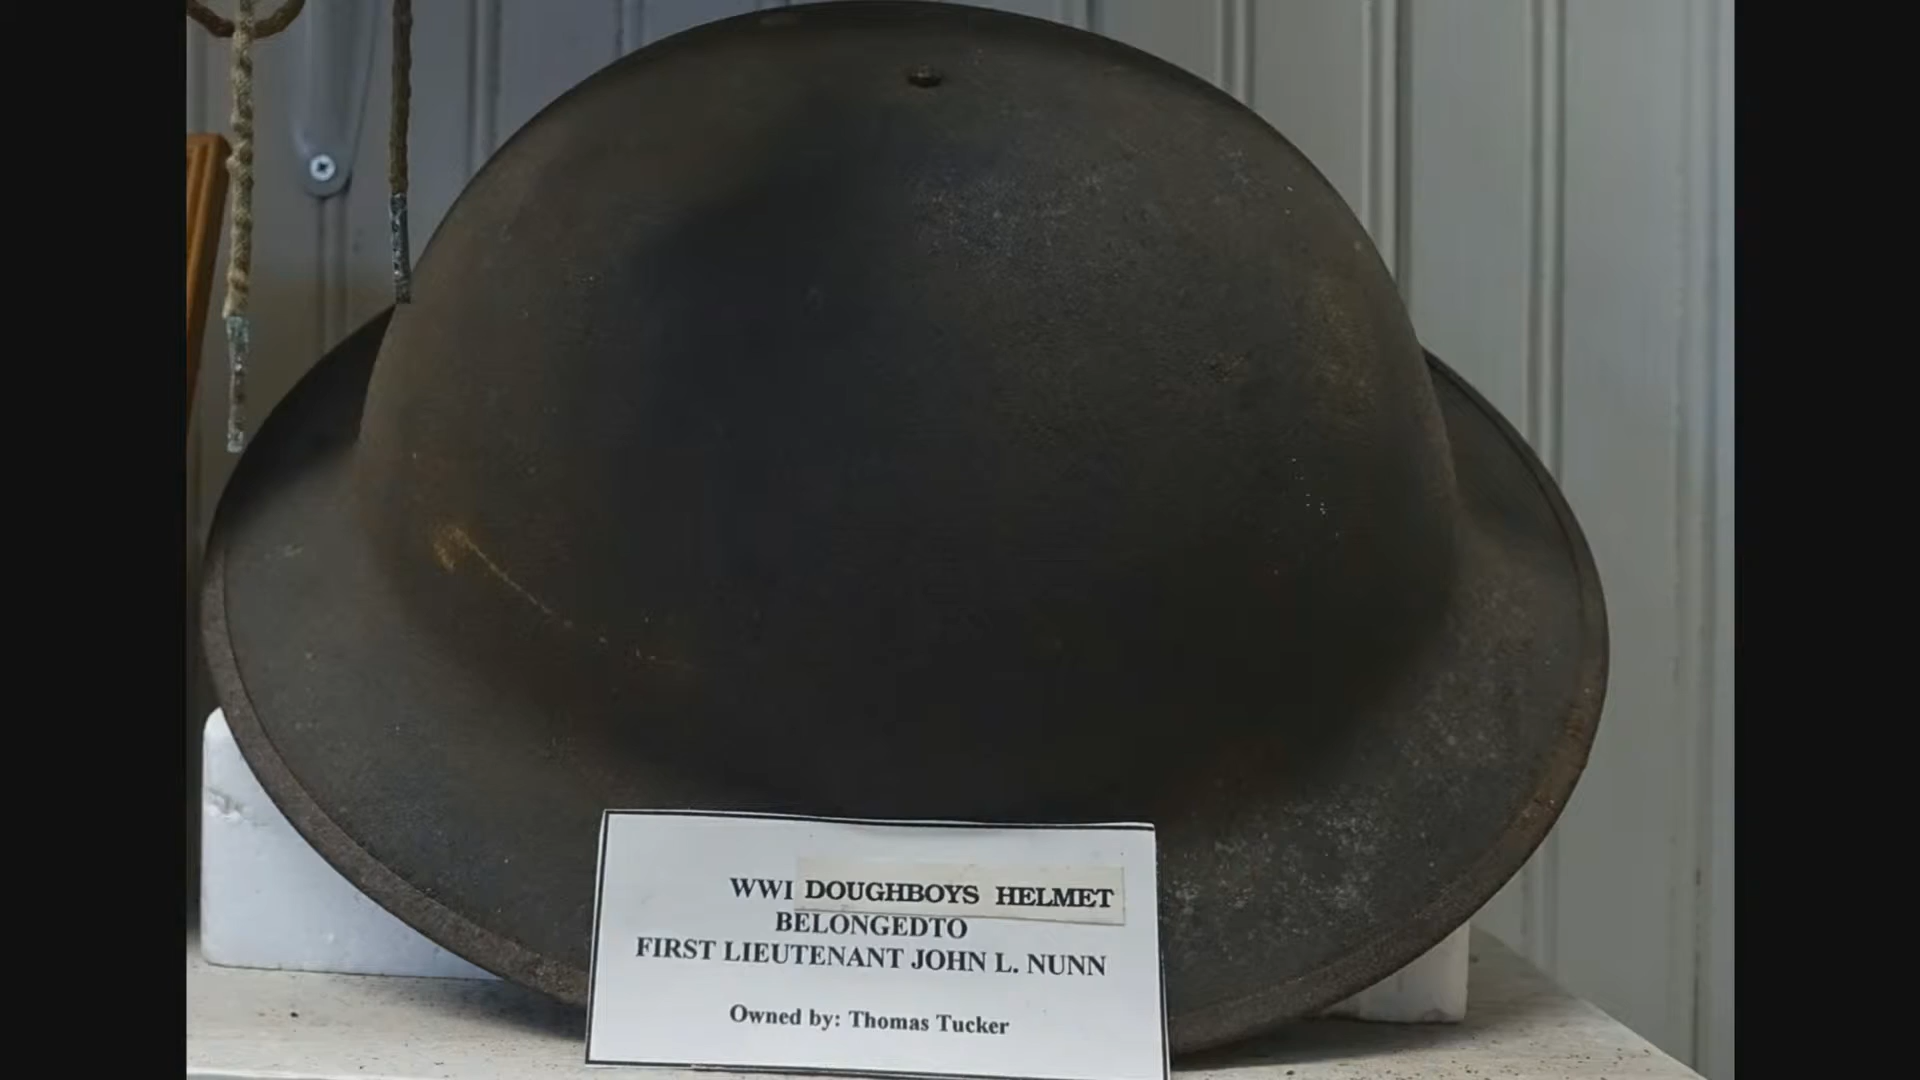 WWI DOUGHBOYS HELMET
BELONGEDTO
FIRST LIEUTENANT JOHN L. NUNN
Owned by: Thomas Tucker